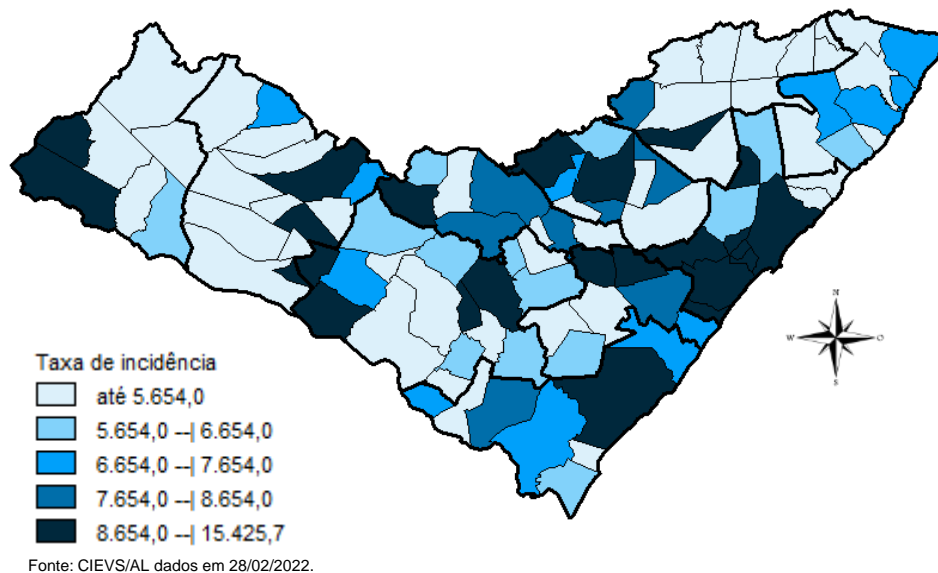 N
W
O
S
Taxa de incidência
até 5.654,0
5.654,0 --| 6.654,0
6.654,0 --| 7.654,0
7.654,0 --| 8.654,0
8.654,0 --| 15.425,7
Fonte: CIEVS/AL dados em 28/02/2022.